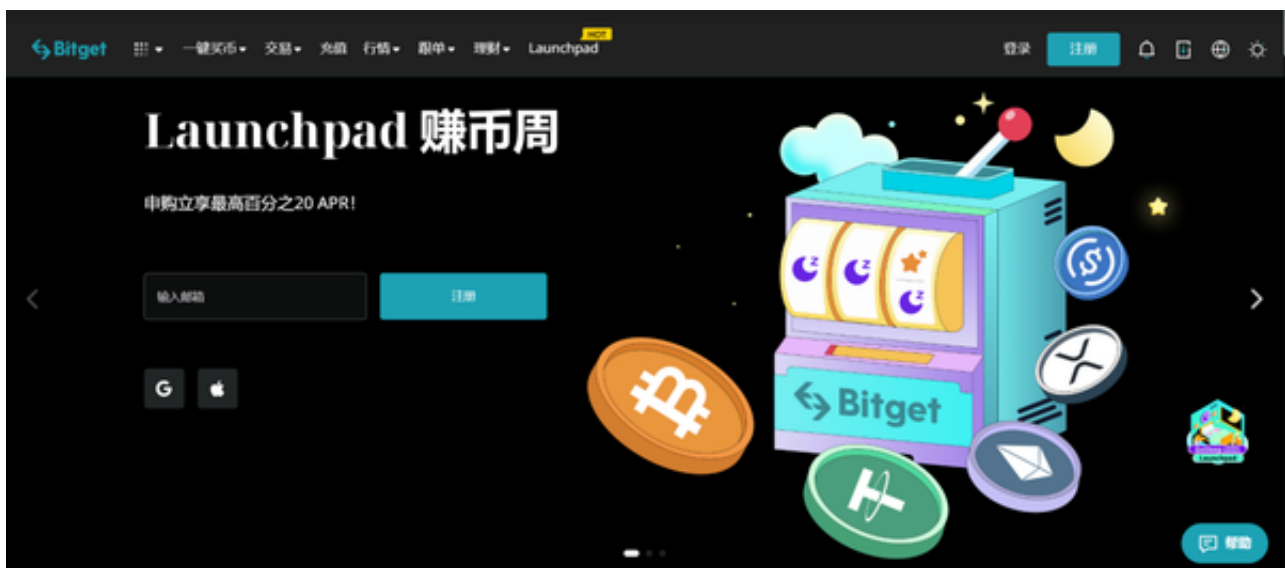 Bitget 一键买币 交易 充值 行情 跟单 理财 Launchpad HOT 登录 注册
Launchpad 赚币周
申购立享最高百分之20 APR!
输入邮箱 注册
G
Bitget
Launchpad
帮助